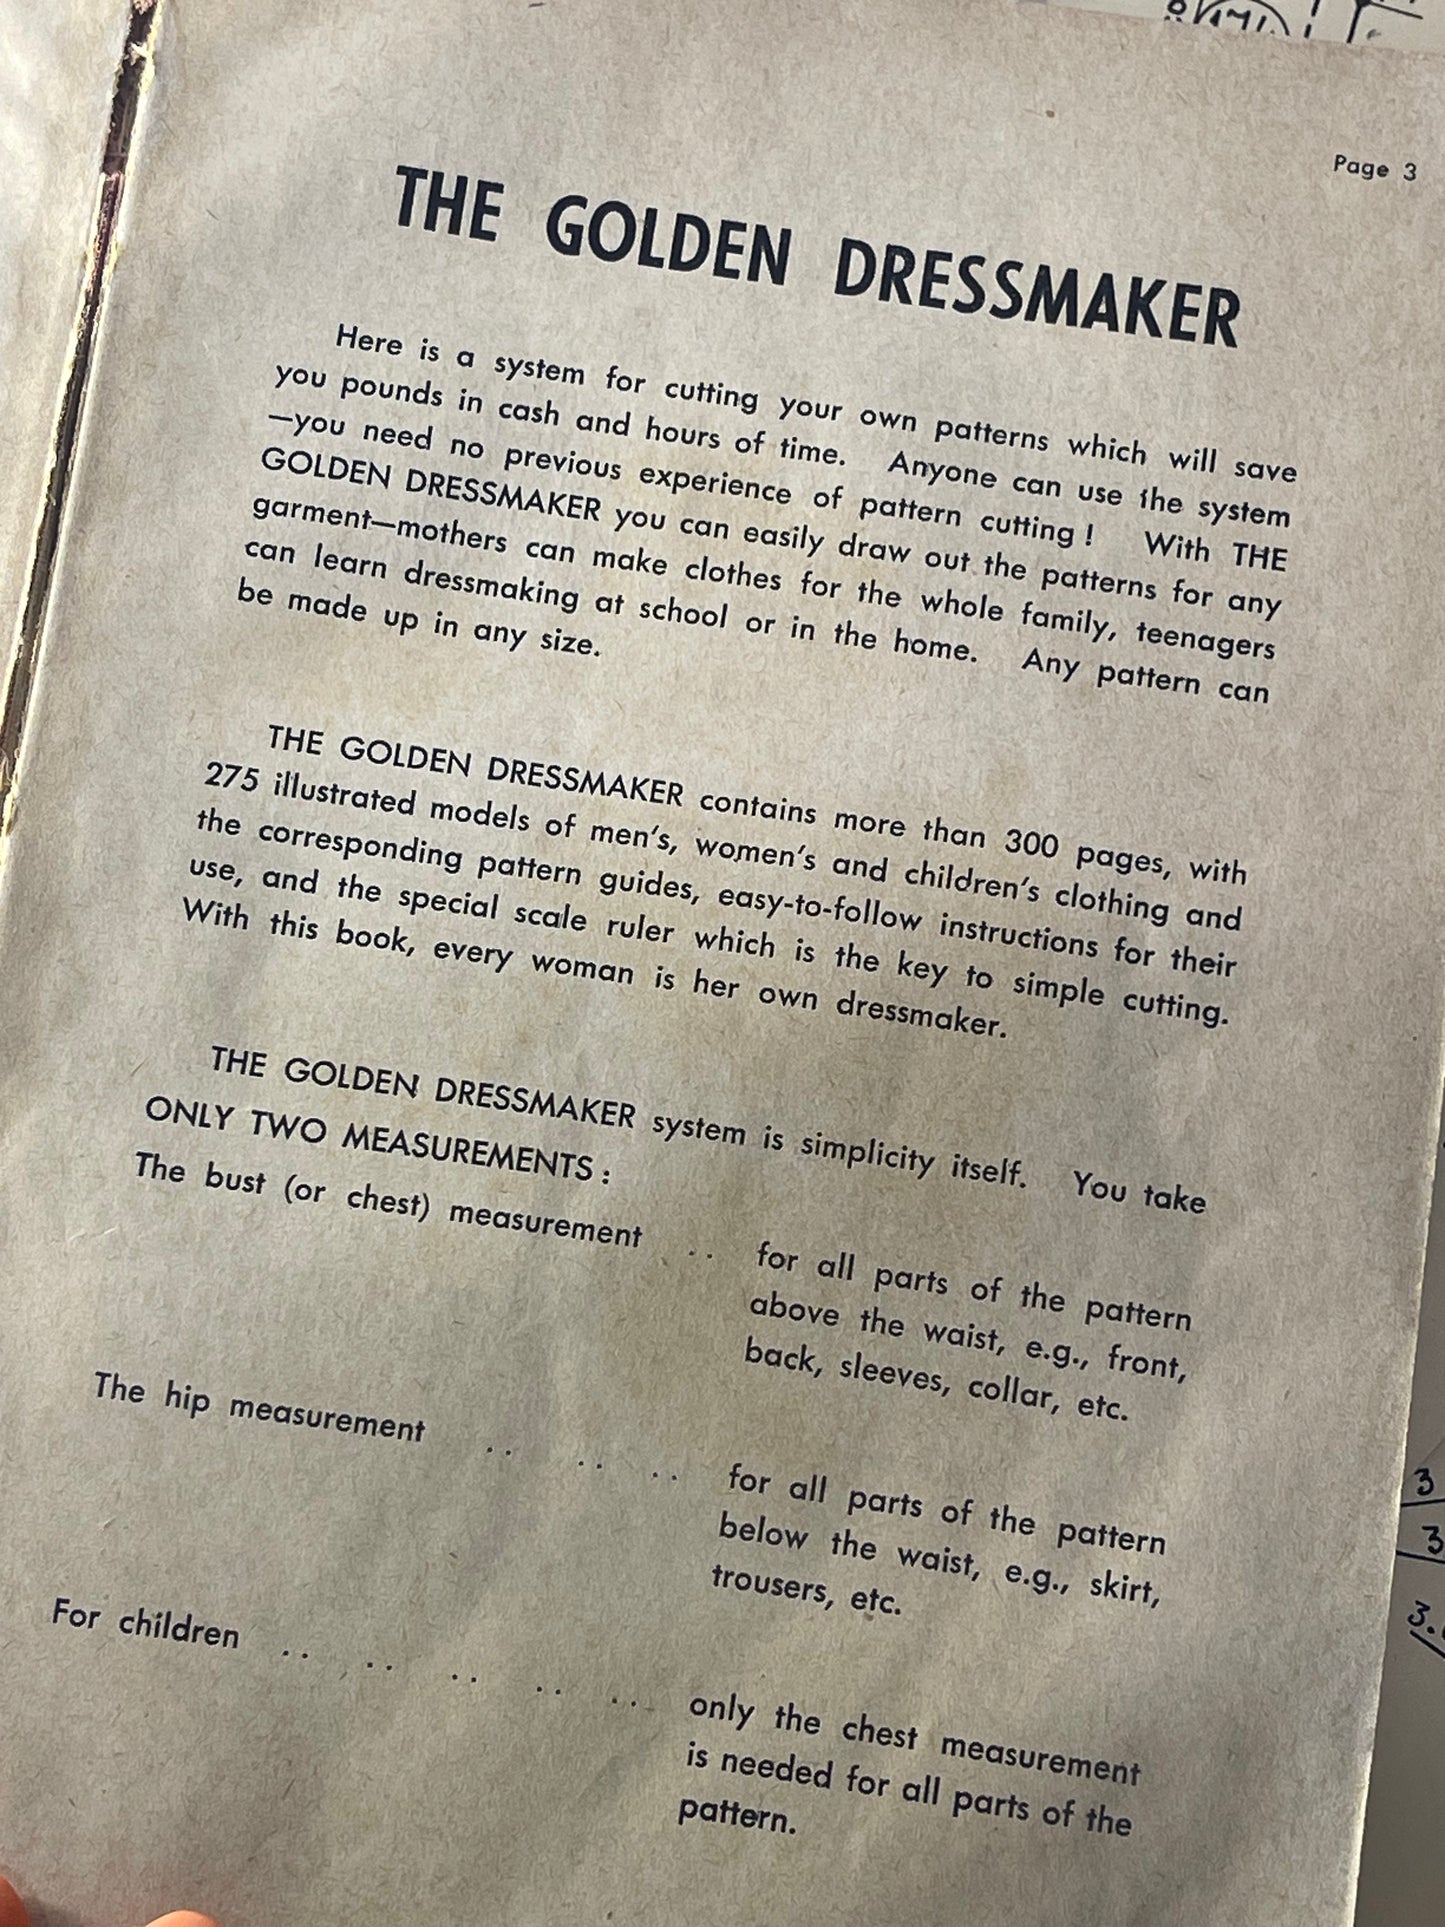 Page 3
THE GOLDEN DRESSMAKER
Here is a system for cutting your own patterns which will save
you pounds in cash and hours of time. Anyone can use the system
—you need no previous experience of pattern cutting! With THE
GOLDEN DRESSMAKER you can easily draw out the patterns for any
garment—mothers can make clothes for the whole family, teenagers
can learn dressmaking at school or in the home. Any pattern can
be made up in any size.
THE GOLDEN DRESSMAKER contains more than 300 pages, with
275 illustrated models of men's, women's and children's clothing and
the corresponding pattern guides, easy-to-follow instructions for their
use, and the special scale ruler which is the key to simple cutting.
With this book, every woman is her own dressmaker.
THE GOLDEN DRESSMAKER system is simplicity itself. You take
ONLY TWO MEASUREMENTS:
The bust (or chest) measurement .. for all parts of the pattern
above the waist, e.g., front,
back, sleeves, collar, etc.
The hip measurement .. .. .. for all parts of the pattern
below the waist, e.g., skirt,
trousers, etc.
For children .. .. .. .. .. only the chest measurement
is needed for all parts of the
pattern.
3
3
3.